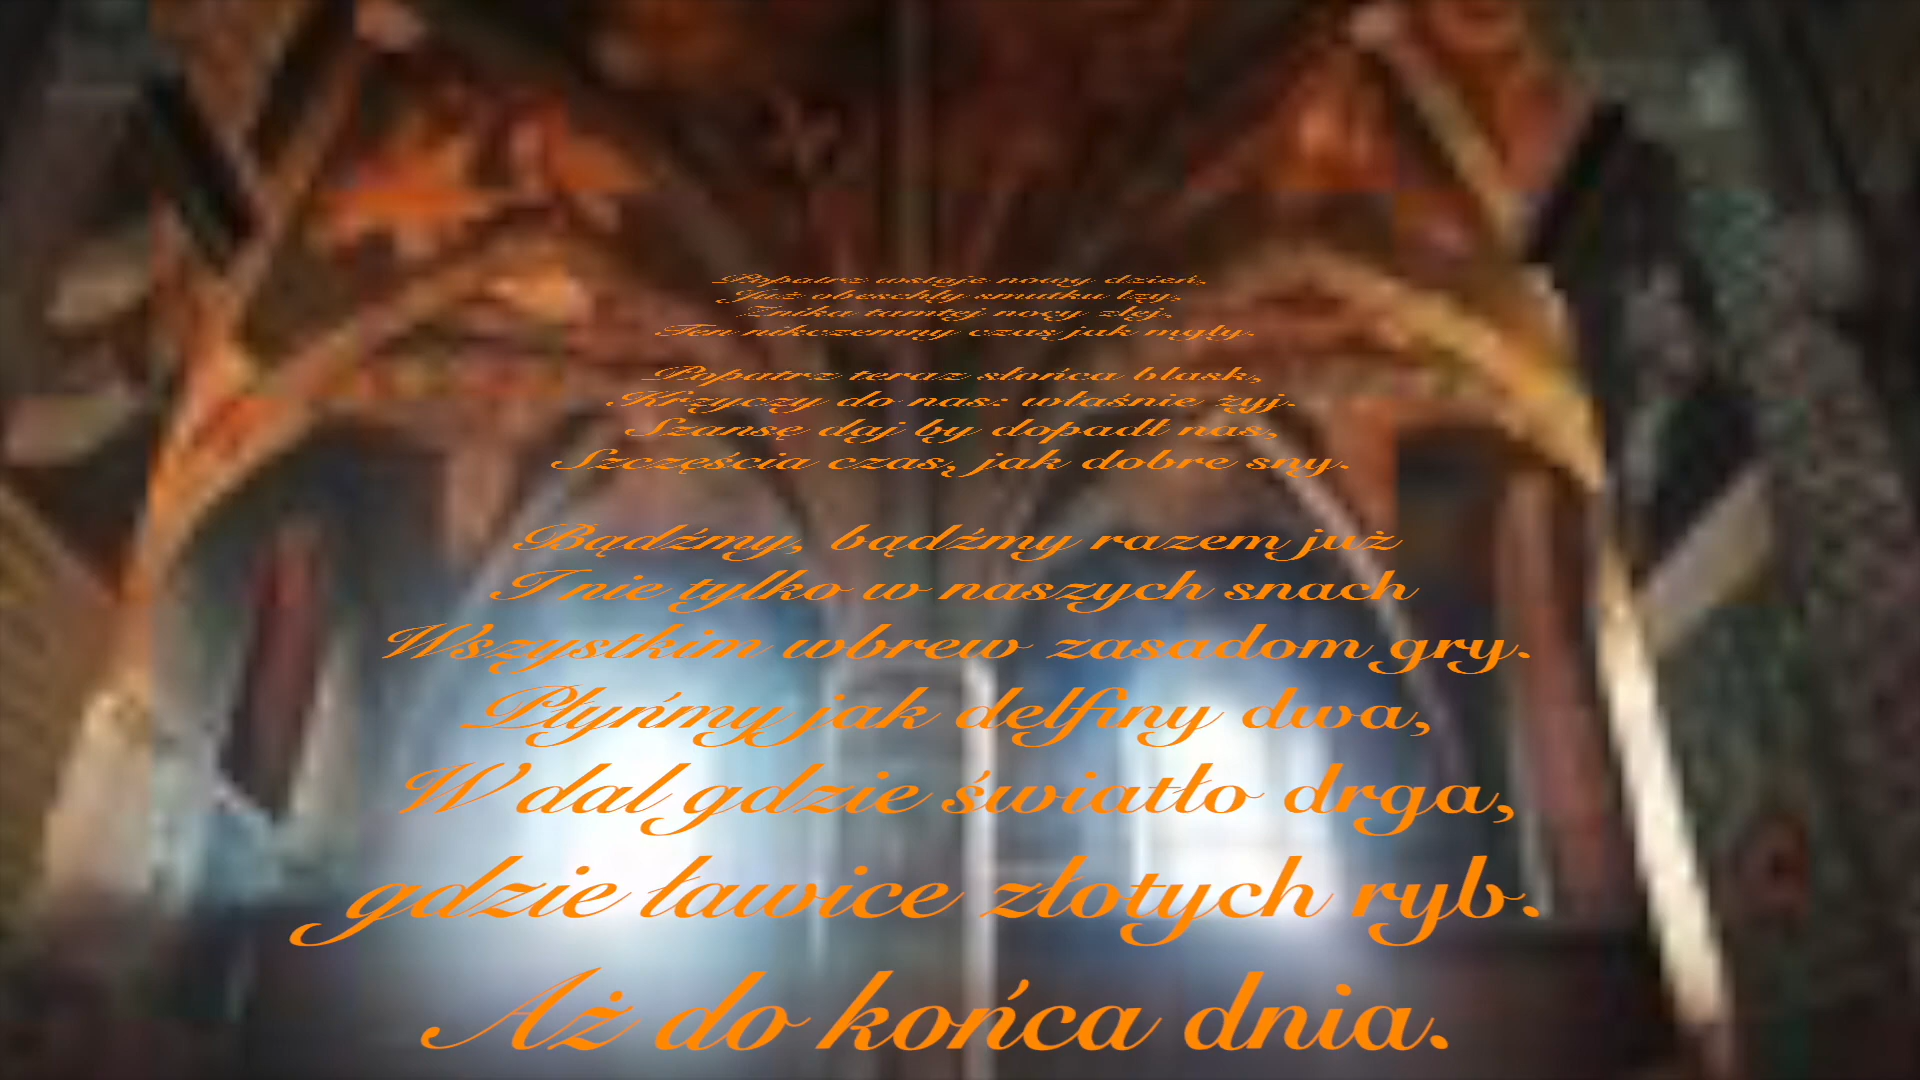 Popatrz wstaje nowy dzień,
Już obeschły smutku łzy,
Znika tamtej nocy złej,
Ten nikczemny czas jak mgły.
Popatrz teraz słońca blask,
Krzyczy do nas: właśnie żyj.
Szansę daj by dopadł nas,
Szczęścia czas, jak dobre sny.
Bądźmy, bądźmy razem już
I nie tylko w naszych snach
Wszystkim wbrew zasadom gry.
Płyńmy jak delfiny dwa,
W dal gdzie światło drga,
gdzie ławice złotych ryb.
Aż do końca dnia.